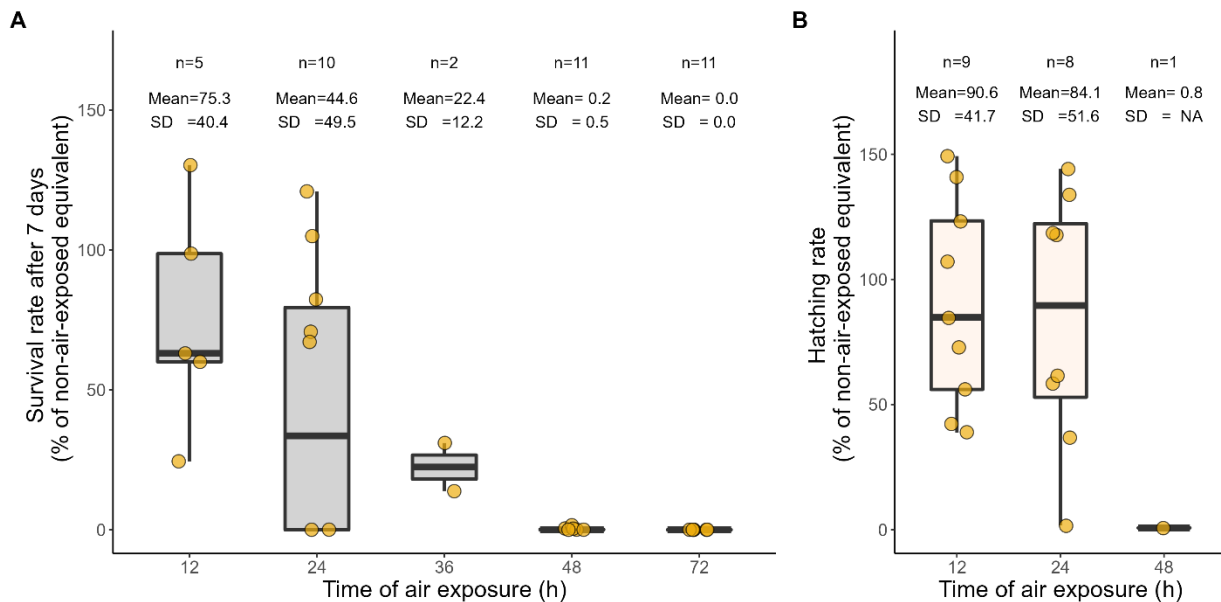 A
n=5 n=10 n=2 n=11 n=11
Mean=75.3 Mean=44.6 Mean=22.4 Mean= 0.2 Mean= 0.0
SD =40.4 SD =49.5 SD =12.2 SD = 0.5 SD = 0.0
150
100
50
0
Survival rate after 7 days
(% of non-air-exposed equivalent)
12 24 36 48 72
Time of air exposure (h)
B
n=9 n=8 n=1
Mean=90.6 Mean=84.1 Mean= 0.8
SD =41.7 SD =51.6 SD = NA
150
100
50
0
Hatching rate
(% of non-air-exposed equivalent)
12 24 48
Time of air exposure (h)